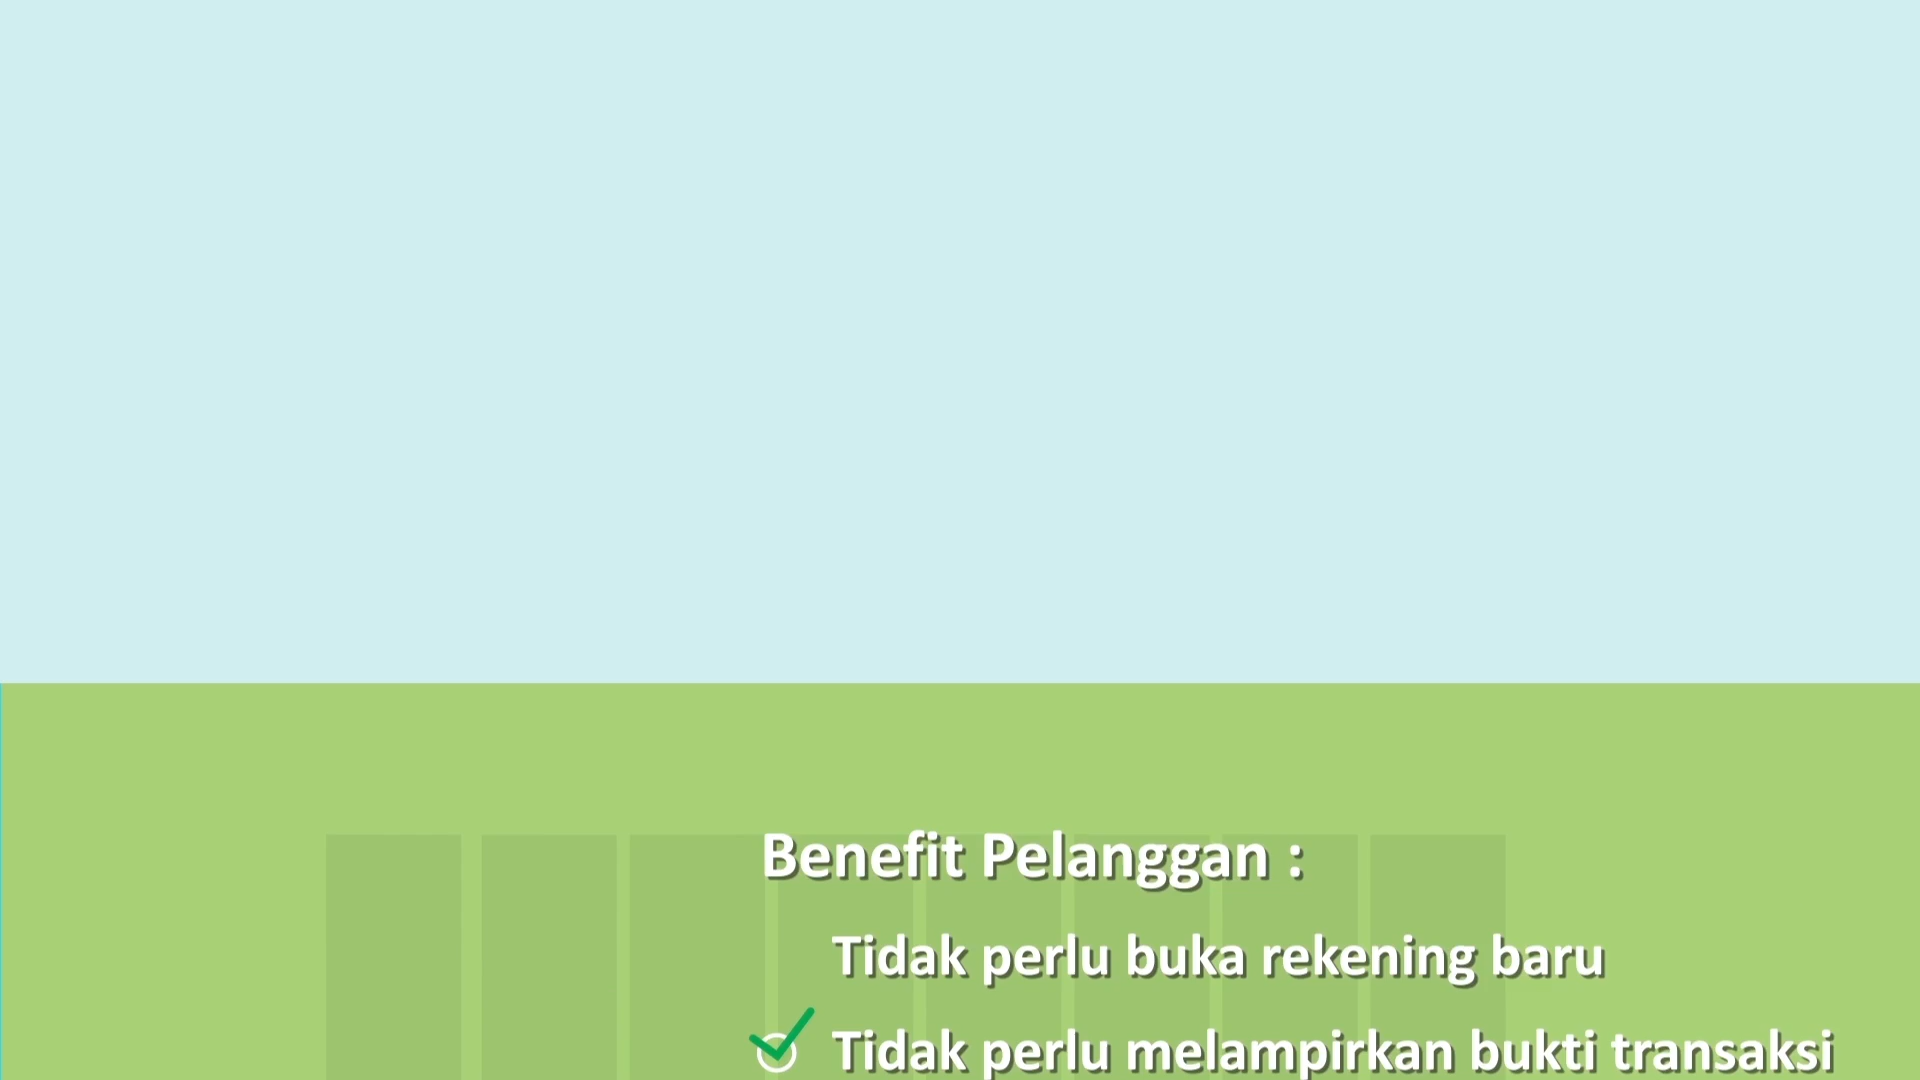 Benefit Pelanggan :
Tidak perlu buka rekening baru
Tidak perlu melampirkan bukti transaksi